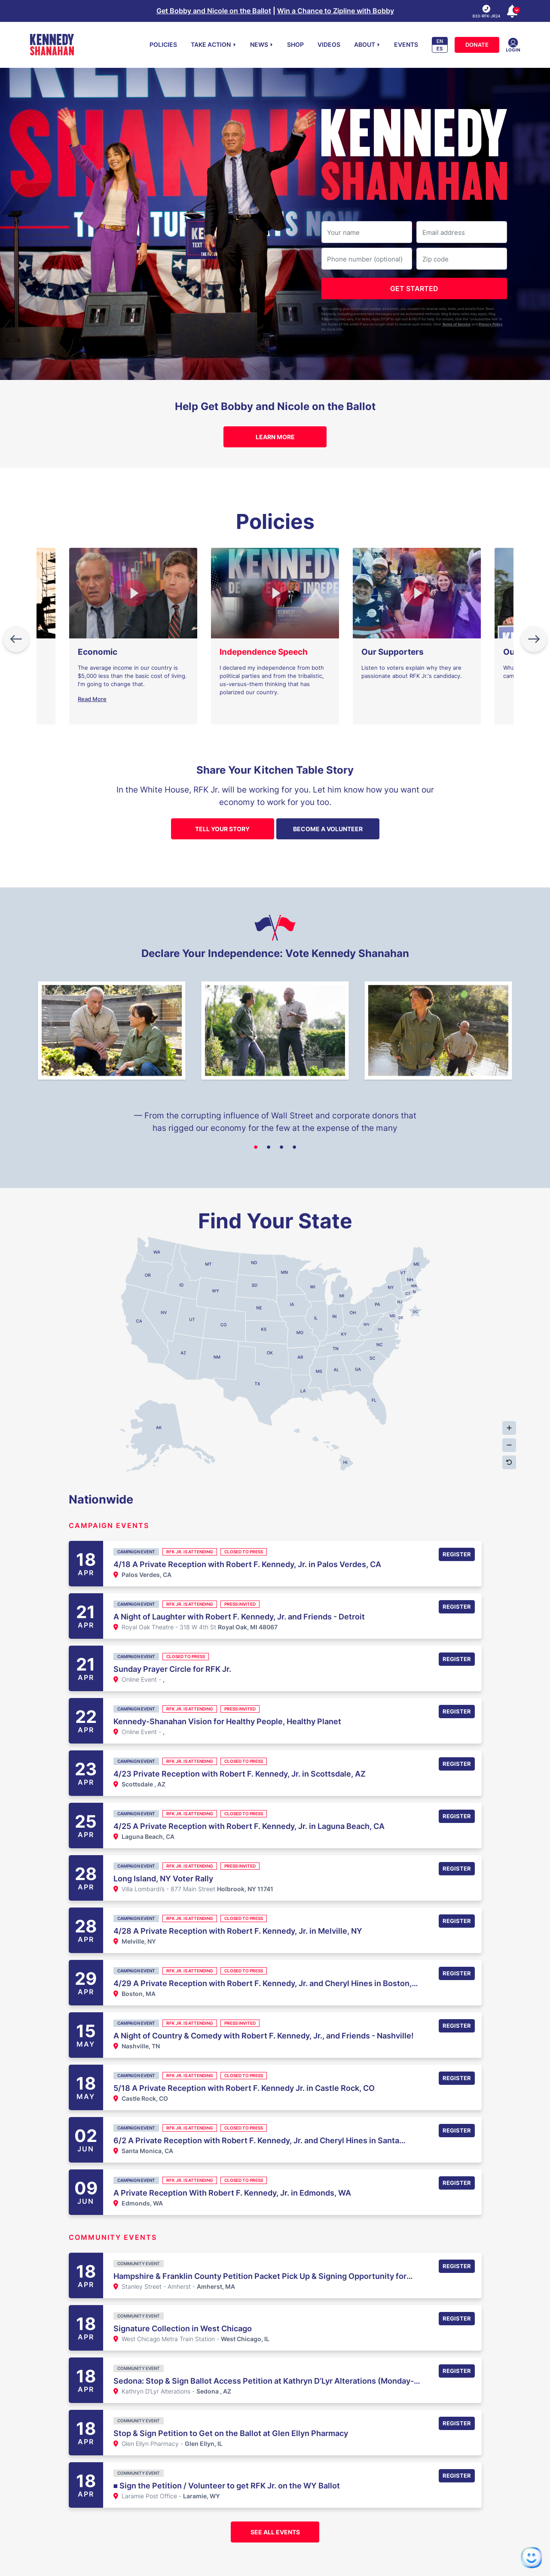 Get Bobby and Nicole on the Ballot | Win a Chance to Zipline with Bobby
KENNEDY
SHANAHAN
POLICIES
TAKE ACTION
NEWS
SHOP
VIDEOS
ABOUT
EVENTS
EN
ES
DONATE
LOGIN
KENNEDY
SHANAHAN
Your name
Email address
Phone number (optional)
Zip code
GET STARTED
Help Get Bobby and Nicole on the Ballot
LEARN MORE
Policies
Economic
The average income in our country is
$5,000 less than the basic cost of living.
I'm going to change that.
Read More
Independence Speech
I declared my independence from both
political parties and from the tribalistic,
us-versus-them thinking that has
polarized our country.
Our Supporters
Listen to voters explain why they are
passionate about RFK Jr.'s candidacy.
Share Your Kitchen Table Story
In the White House, RFK Jr. will be working for you. Let him know how you want our
economy to work for you too.
TELL YOUR STORY
BECOME A VOLUNTEER
Declare Your Independence: Vote Kennedy Shanahan
— From the corrupting influence of Wall Street and corporate donors that
has rigged our economy for the few at the expense of the many
Find Your State
WA
MT
ND
MN
ME
OR
ID
SD
WI
VT
NH
WY
MI
NY
MA
NV
UT
NE
IA
PA
CT
NJ
CA
CO
IL
IN
OH
MD
DE
DC
KS
MO
KY
WV
VA
AZ
NM
OK
AR
TN
NC
SC
TX
MS
AL
GA
LA
FL
AK
HI
Nationwide
CAMPAIGN EVENTS
18
APR
CAMPAIGN EVENT RFK JR. IS ATTENDING CLOSED TO PRESS
4/18 A Private Reception with Robert F. Kennedy, Jr. in Palos Verdes, CA
Palos Verdes, CA
REGISTER
21
APR
CAMPAIGN EVENT RFK JR. IS ATTENDING PRESS INVITED
A Night of Laughter with Robert F. Kennedy, Jr. and Friends - Detroit
Royal Oak Theatre - 318 W 4th St Royal Oak, MI 48067
REGISTER
21
APR
CAMPAIGN EVENT CLOSED TO PRESS
Sunday Prayer Circle for RFK Jr.
Online Event - ,
REGISTER
22
APR
CAMPAIGN EVENT RFK JR. IS ATTENDING PRESS INVITED
Kennedy-Shanahan Vision for Healthy People, Healthy Planet
Online Event - ,
REGISTER
23
APR
CAMPAIGN EVENT RFK JR. IS ATTENDING CLOSED TO PRESS
4/23 Private Reception with Robert F. Kennedy, Jr. in Scottsdale, AZ
Scottsdale , AZ
REGISTER
25
APR
CAMPAIGN EVENT RFK JR. IS ATTENDING CLOSED TO PRESS
4/25 A Private Reception with Robert F. Kennedy, Jr. in Laguna Beach, CA
Laguna Beach, CA
REGISTER
28
APR
CAMPAIGN EVENT RFK JR. IS ATTENDING PRESS INVITED
Long Island, NY Voter Rally
Villa Lombardi's - 877 Main Street Holbrook, NY 11741
REGISTER
28
APR
CAMPAIGN EVENT RFK JR. IS ATTENDING CLOSED TO PRESS
4/28 A Private Reception with Robert F. Kennedy, Jr. in Melville, NY
Melville, NY
REGISTER
29
APR
CAMPAIGN EVENT RFK JR. IS ATTENDING CLOSED TO PRESS
4/29 A Private Reception with Robert F. Kennedy, Jr. and Cheryl Hines in Boston,...
Boston, MA
REGISTER
15
MAY
CAMPAIGN EVENT RFK JR. IS ATTENDING PRESS INVITED
A Night of Country & Comedy with Robert F. Kennedy, Jr., and Friends - Nashville!
Nashville, TN
REGISTER
18
MAY
CAMPAIGN EVENT RFK JR. IS ATTENDING CLOSED TO PRESS
5/18 A Private Reception with Robert F. Kennedy Jr. in Castle Rock, CO
Castle Rock, CO
REGISTER
02
JUN
CAMPAIGN EVENT RFK JR. IS ATTENDING CLOSED TO PRESS
6/2 A Private Reception with Robert F. Kennedy, Jr. and Cheryl Hines in Santa...
Santa Monica, CA
REGISTER
09
JUN
CAMPAIGN EVENT RFK JR. IS ATTENDING CLOSED TO PRESS
A Private Reception With Robert F. Kennedy, Jr. in Edmonds, WA
Edmonds, WA
REGISTER
COMMUNITY EVENTS
18
APR
COMMUNITY EVENT
Hampshire & Franklin County Petition Packet Pick Up & Signing Opportunity for...
Stanley Street - Amherst - Amherst, MA
REGISTER
18
APR
COMMUNITY EVENT
Signature Collection in West Chicago
West Chicago Metra Train Station - West Chicago, IL
REGISTER
18
APR
COMMUNITY EVENT
Sedona: Stop & Sign Ballot Access Petition at Kathryn D'Lyr Alterations (Monday-...
Kathryn D'Lyr Alterations - Sedona , AZ
REGISTER
18
APR
COMMUNITY EVENT
Stop & Sign Petition to Get on the Ballot at Glen Ellyn Pharmacy
Glen Ellyn Pharmacy - Glen Ellyn, IL
REGISTER
18
APR
COMMUNITY EVENT
■ Sign the Petition / Volunteer to get RFK Jr. on the WY Ballot
Laramie Post Office - Laramie, WY
REGISTER
SEE ALL EVENTS